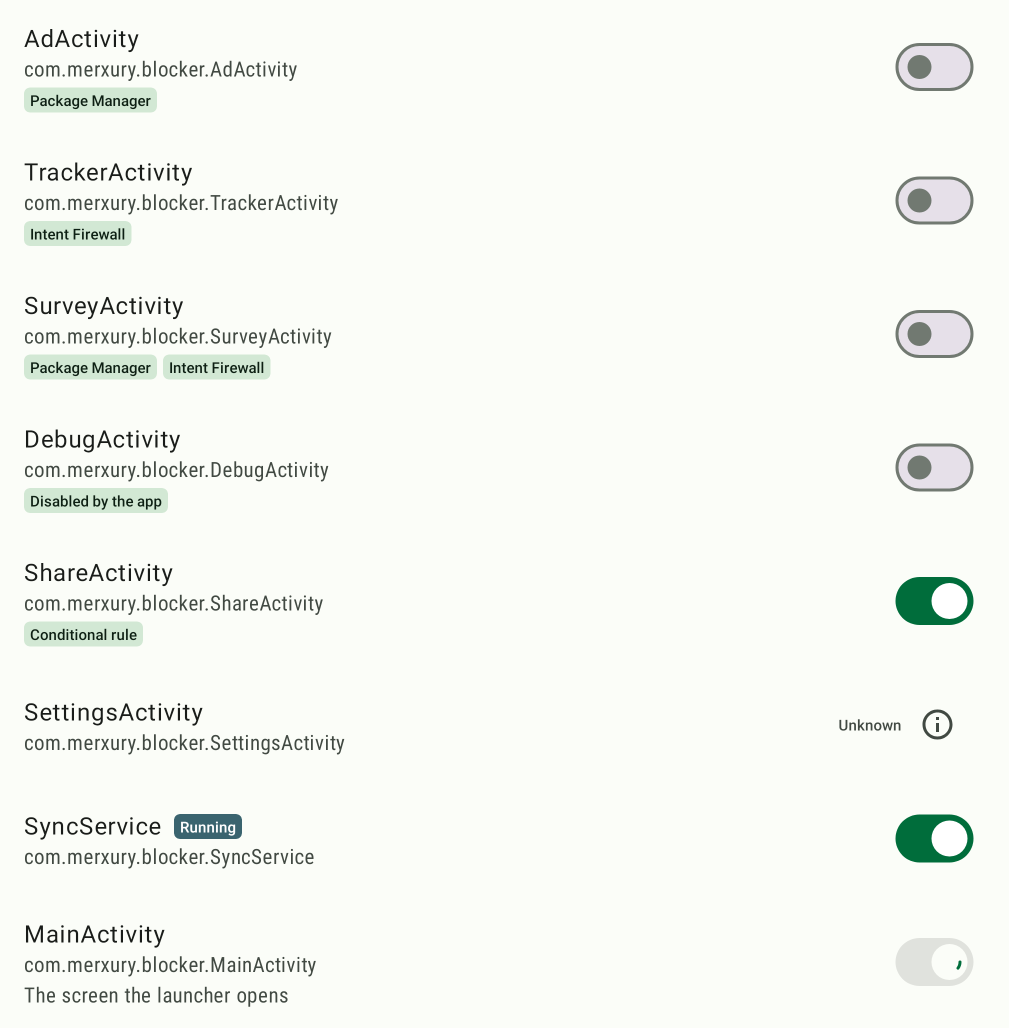 AdActivity
com.merxury.blocker.AdActivity
Package Manager
TrackerActivity
com.merxury.blocker.TrackerActivity
Intent Firewall
SurveyActivity
com.merxury.blocker.SurveyActivity
Package Manager Intent Firewall
DebugActivity
com.merxury.blocker.DebugActivity
Disabled by the app
ShareActivity
com.merxury.blocker.ShareActivity
Conditional rule
SettingsActivity
com.merxury.blocker.SettingsActivity
Unknown
SyncService Running
com.merxury.blocker.SyncService
MainActivity
com.merxury.blocker.MainActivity
The screen the launcher opens